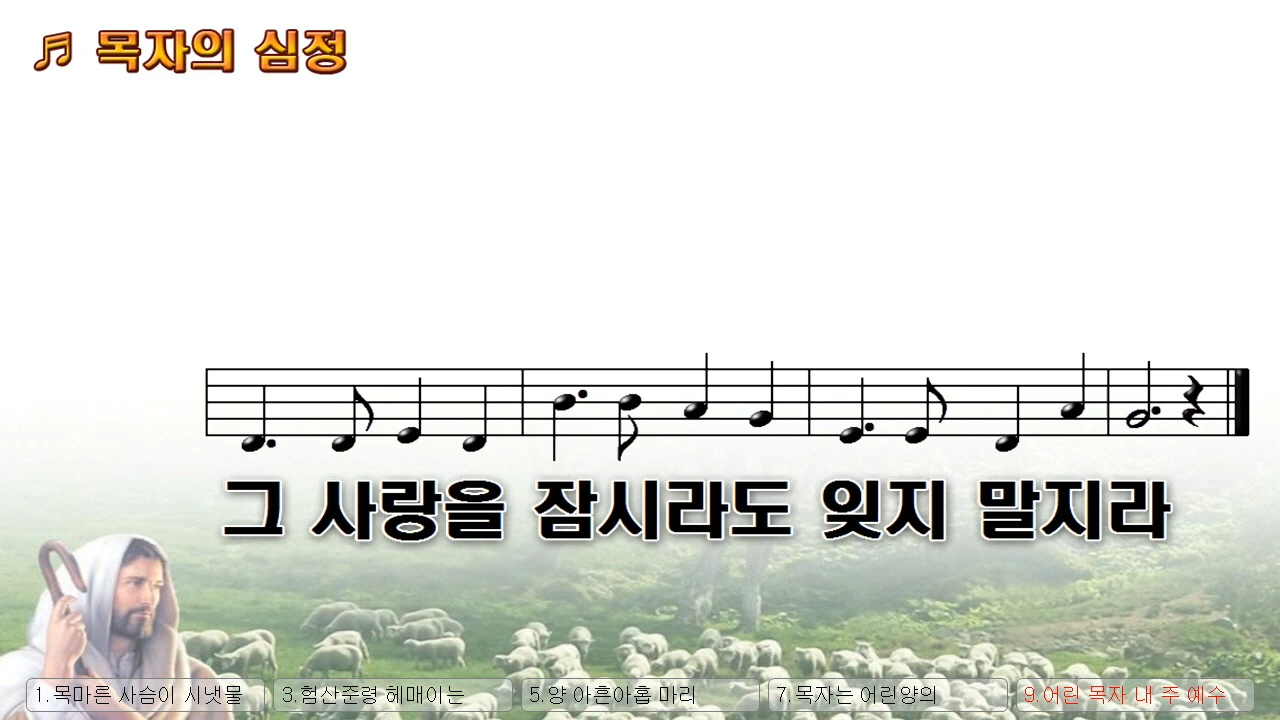 ♬ 목자의 심정
그 사랑을 잠시라도 잊지 말지라
1.목마른 사슴이 시냇물
3.험산준령 헤매이는
5.양 아흔아홉 마리
7.목자는 어린양의
9.어린 목자 내 주 예수